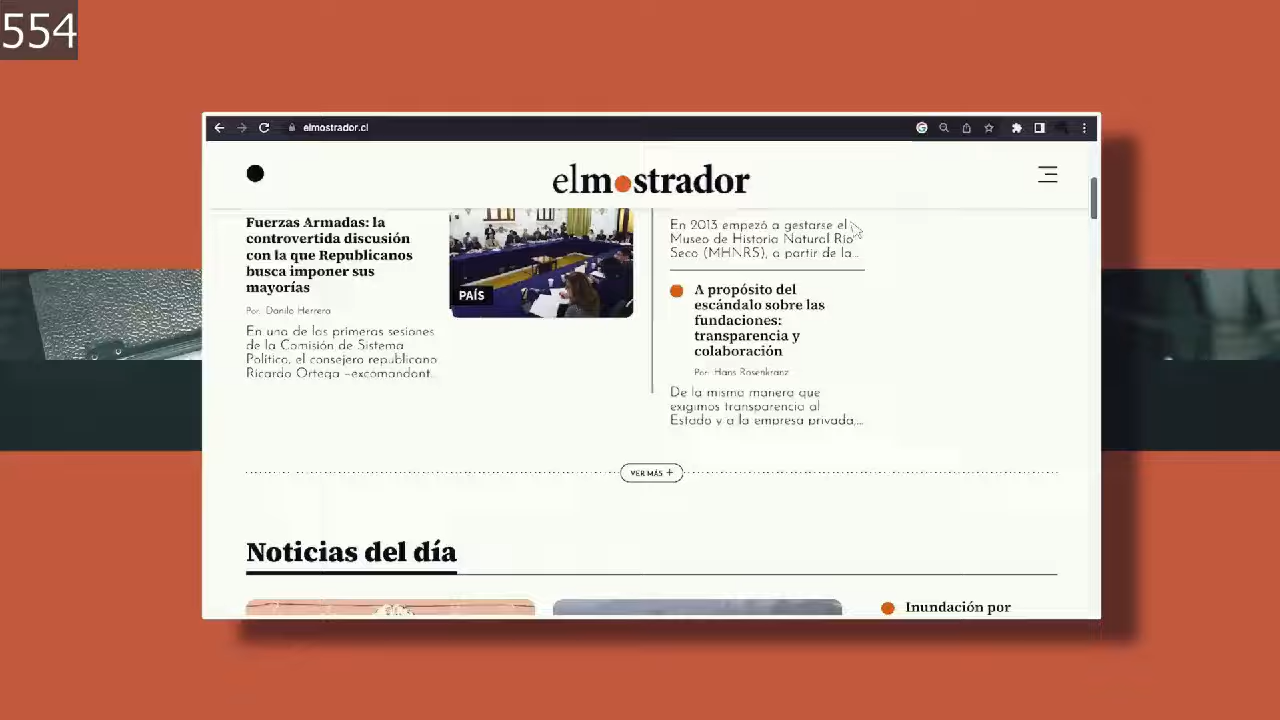 554
elmostrador.cl
elmostrador
Fuerzas Armadas: la
controvertida discusión
con la que Republicanos
busca imponer sus
mayorías
Por: Danilo Herrera
En una de las primeras sesiones
de la Comisión de Sistema
Político, el consejero republicano
Ricardo Ortega –excomandant...
PAÍS
En 2013 empezó a gestarse el
Museo de Historia Natural Río
Seco (MHNRS), a partir de la...
A propósito del
escándalo sobre las
fundaciones:
transparencia y
colaboración
Por: Hans Rosenkranz
De la misma manera que
exigimos transparencia al
Estado y a la empresa privada,...
VER MÁS +
Noticias del día
Inundación por